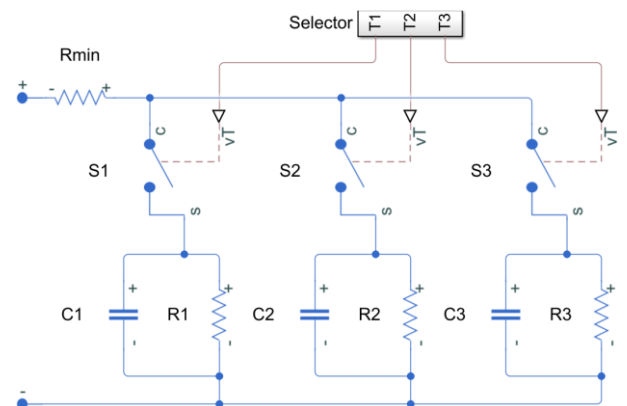 Selector T1 T2 T3
Rmin
+ - +
c vT c vT c vT
S1 S2 S3
s s s
+ + + + + +
C1 R1 C2 R2 C3 R3
- - - - - -
-